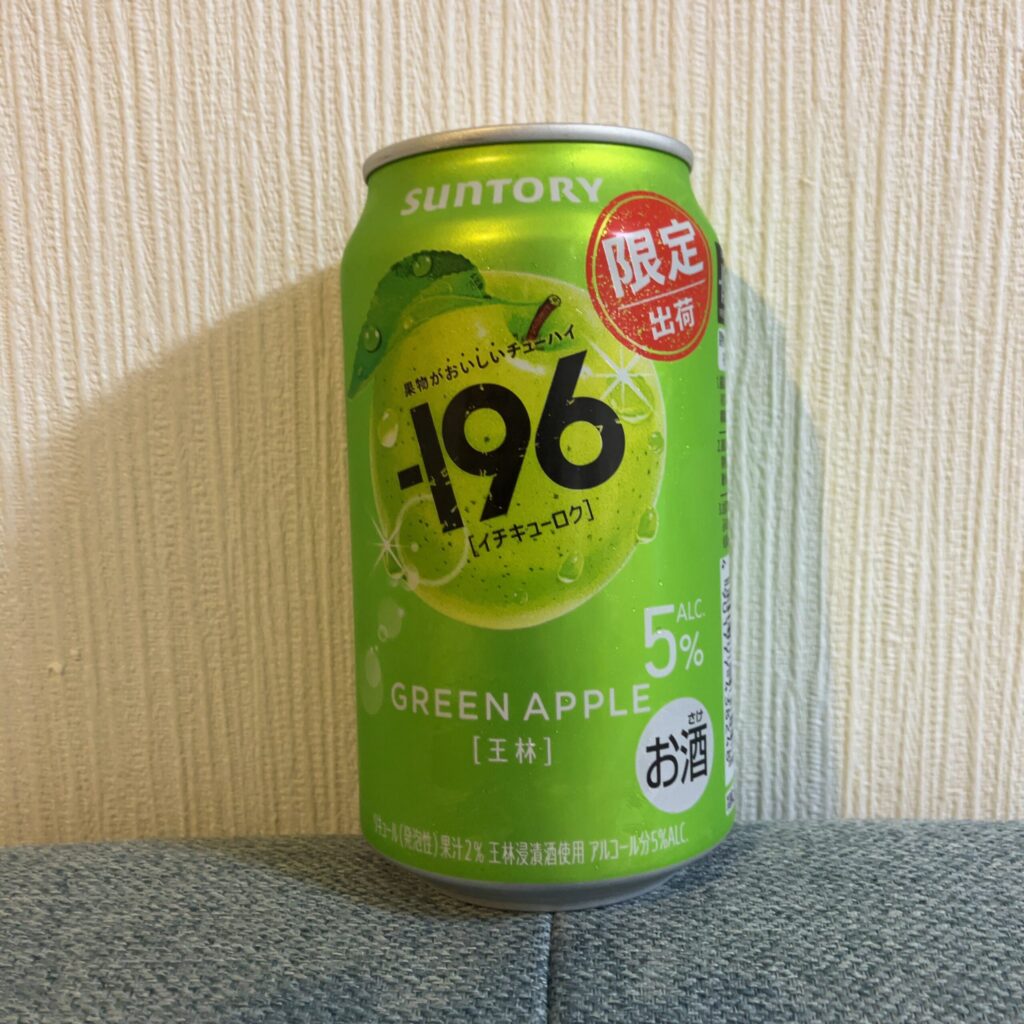 SUNTORY
限定
出荷
果物がおいしいチューハイ
-196
[イチキューロク]
ALC.
5%
GREEN APPLE
[王林]
さけ
お酒
リキュール(発泡性) 果汁2% 王林浸漬酒使用 アルコール分5%ALC.